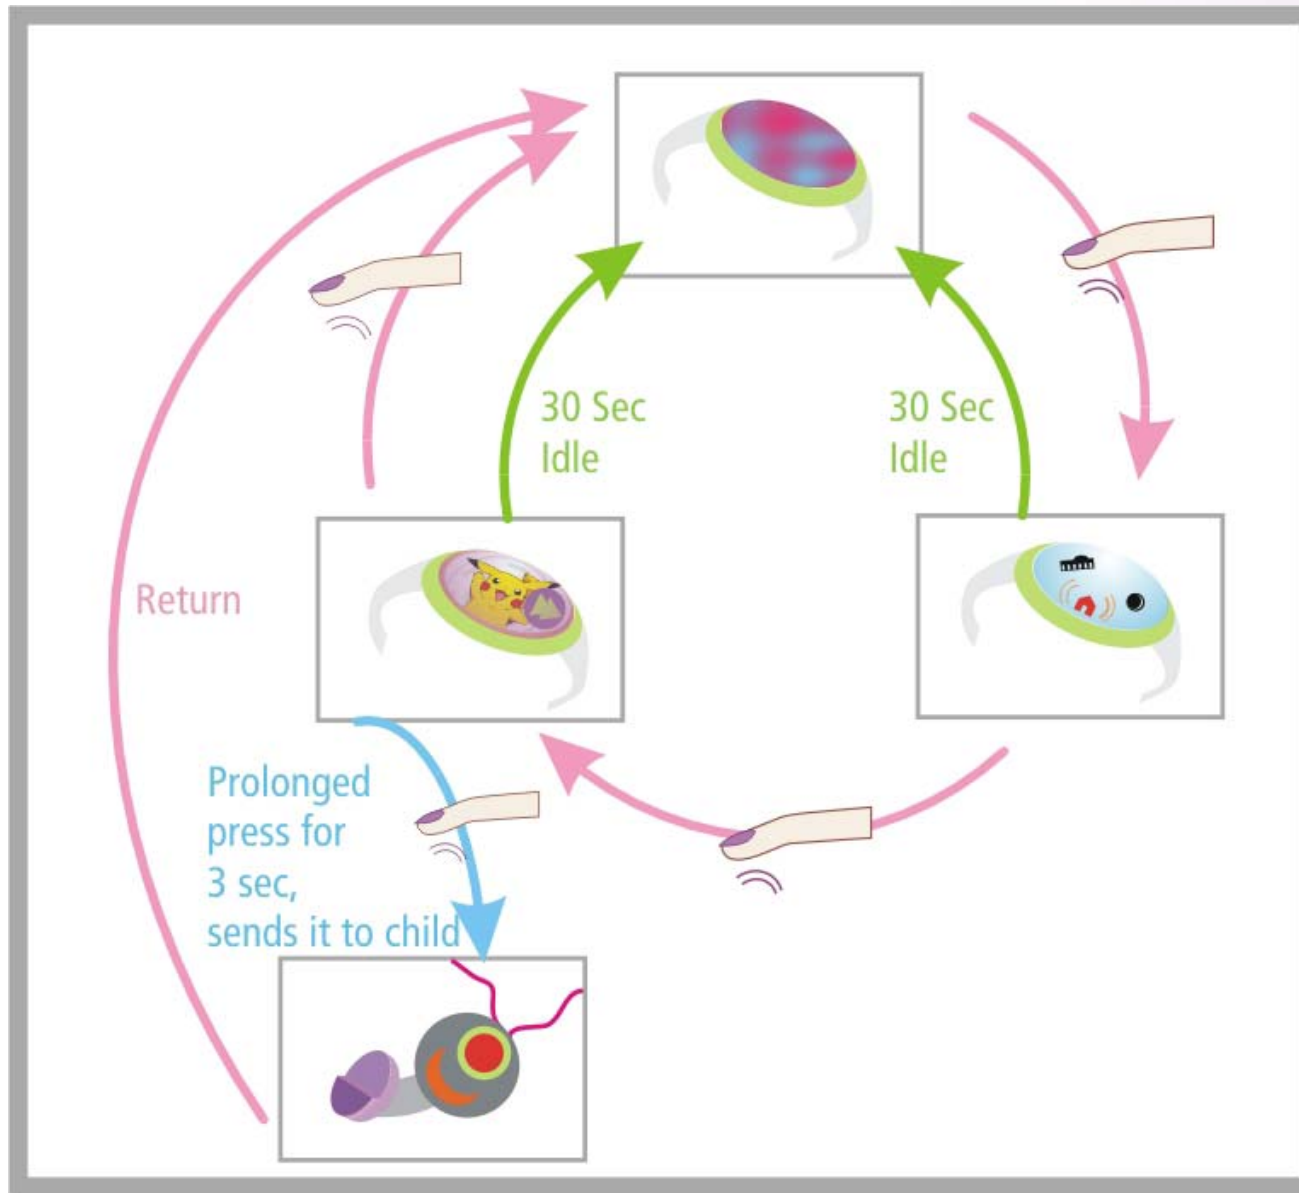 30 Sec
Idle
30 Sec
Idle
Return
Prolonged
press for
3 sec,
sends it to child